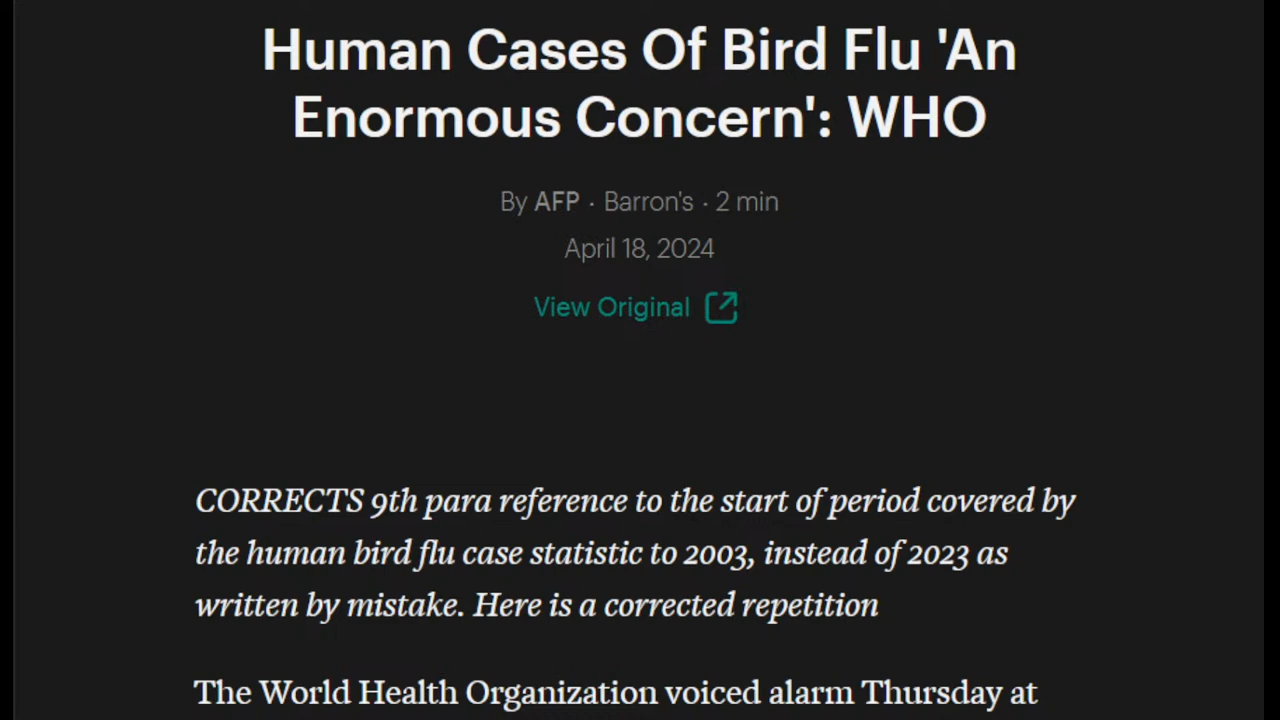 Human Cases Of Bird Flu 'An
Enormous Concern': WHO
By AFP · Barron's · 2 min
April 18, 2024
View Original
CORRECTS 9th para reference to the start of period covered by
the human bird flu case statistic to 2003, instead of 2023 as
written by mistake. Here is a corrected repetition
The World Health Organization voiced alarm Thursday at